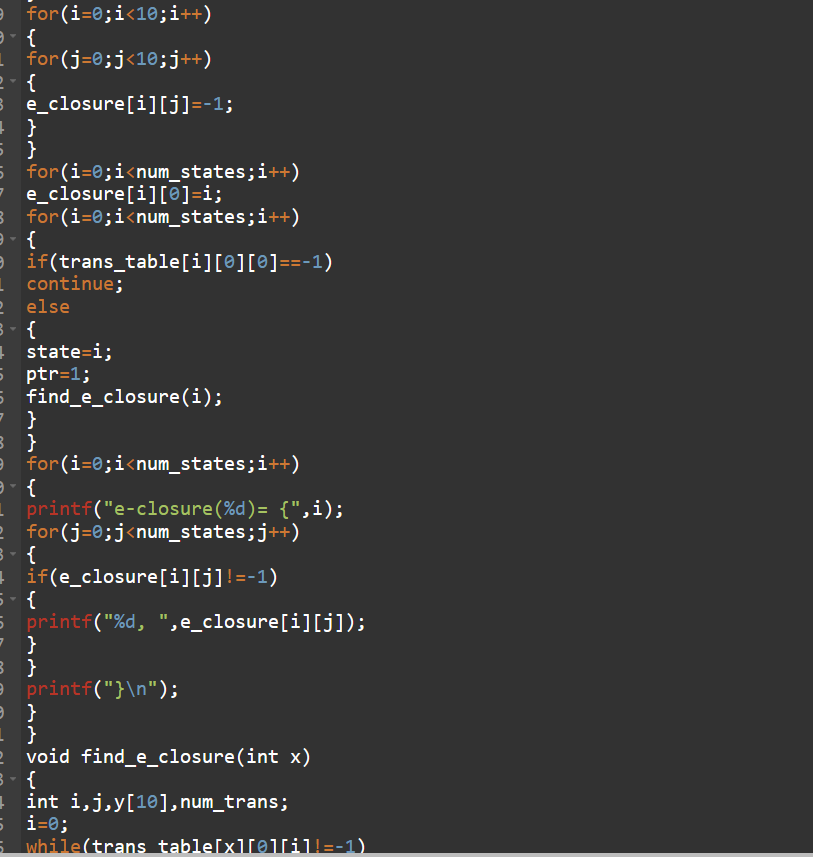 for(i=0;i<10;i++)
{
for(j=0;j<10;j++)
{
e_closure[i][j]=-1;
}
}
for(i=0;i<num_states;i++)
e_closure[i][0]=i;
for(i=0;i<num_states;i++)
{
if(trans_table[i][0][0]==-1)
continue;
else
{
state=i;
ptr=1;
find_e_closure(i);
}
}
for(i=0;i<num_states;i++)
{
printf("e-closure(%d)= {",i);
for(j=0;j<num_states;j++)
{
if(e_closure[i][j]!=-1)
{
printf("%d, ",e_closure[i][j]);
}
}
printf("}\n");
}
}
void find_e_closure(int x)
{
int i,j,y[10],num_trans;
i=0;
while(trans_table[x][0][i]!=-1)